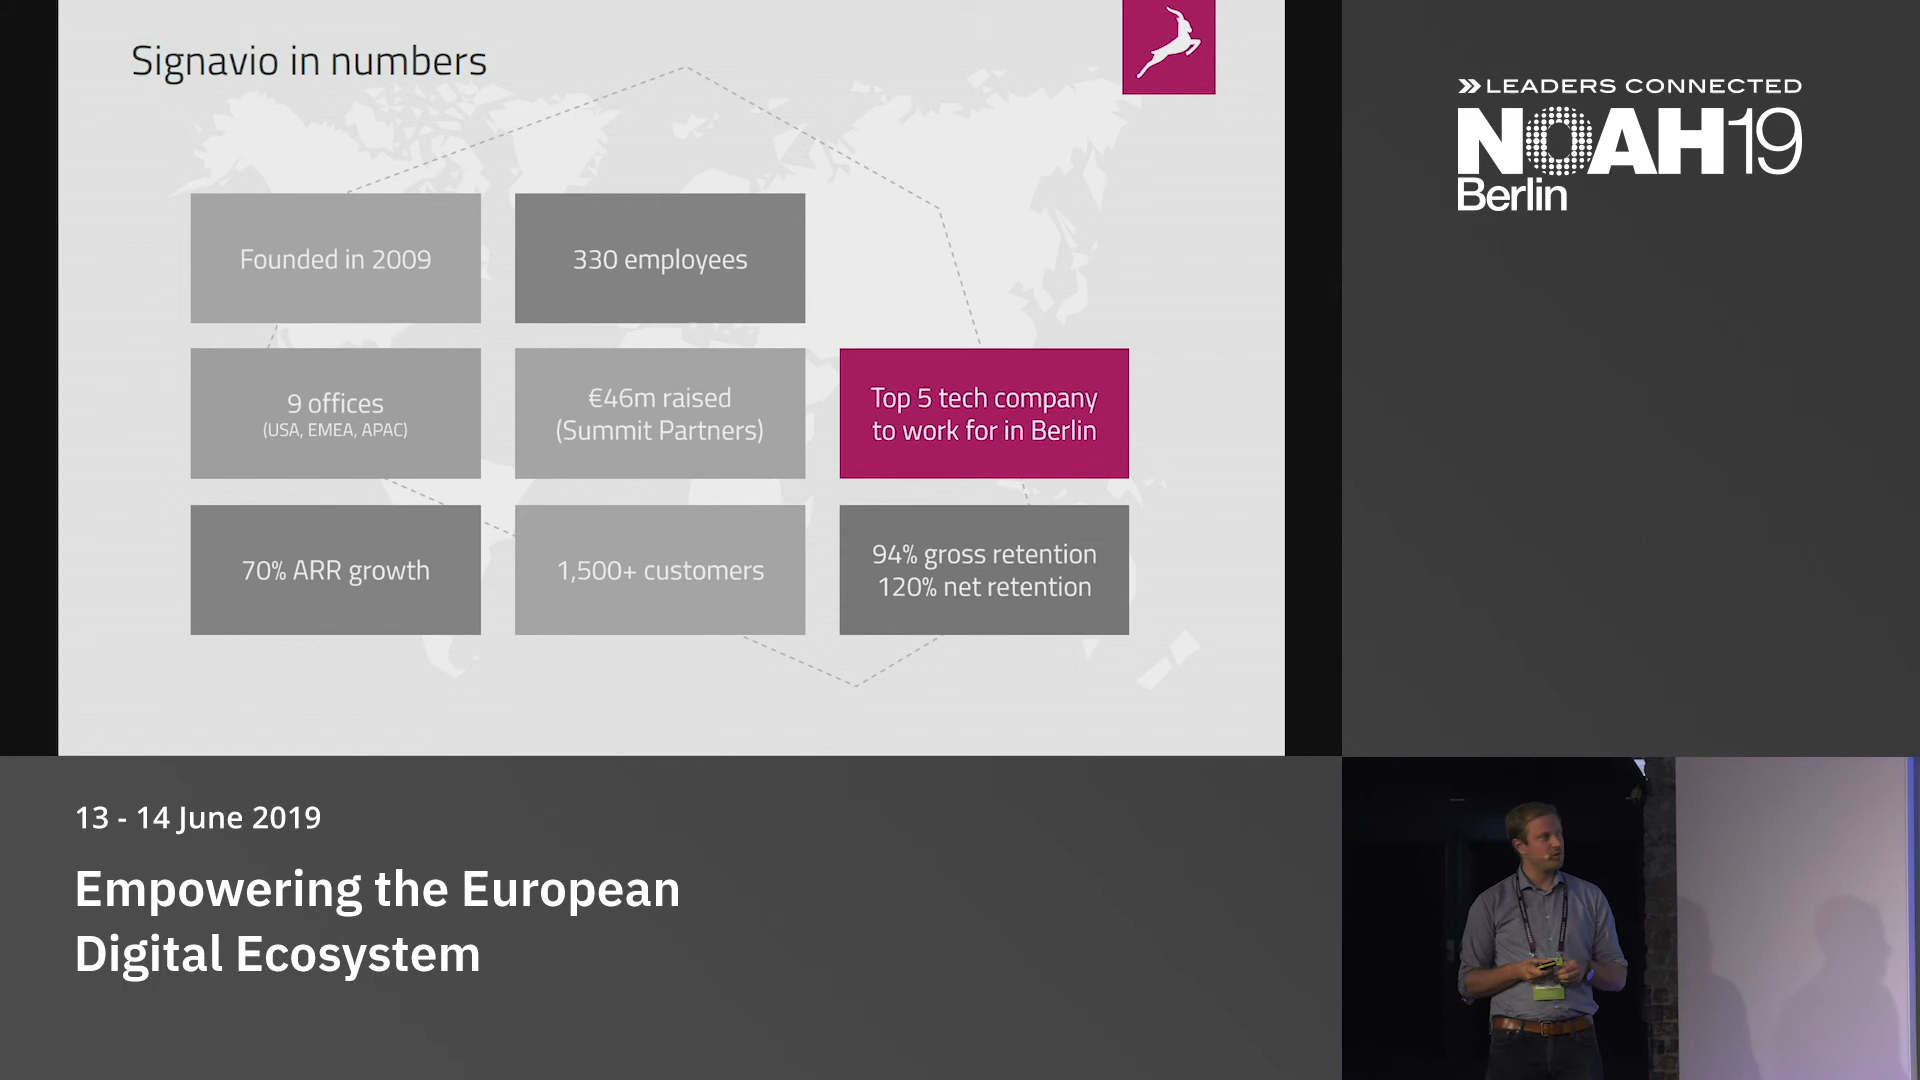 Signavio in numbers
Founded in 2009
330 employees
9 offices
(USA, EMEA, APAC)
€46m raised
(Summit Partners)
Top 5 tech company
to work for in Berlin
70% ARR growth
1,500+ customers
94% gross retention
120% net retention
LEADERS CONNECTED
NOAH19
Berlin
13 - 14 June 2019
Empowering the European
Digital Ecosystem